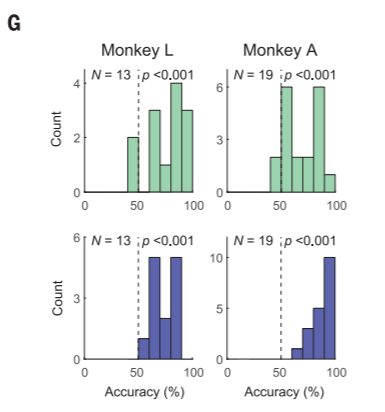 G
Monkey L
Monkey A
N = 13 p <0.001
N = 19 p <0.001
Count
4
2
0
0 50 100
6
3
0
0 50 100
N = 13 p <0.001
N = 19 p <0.001
Count
6
3
0
0 50 100
Accuracy (%)
10
5
0
0 50 100
Accuracy (%)